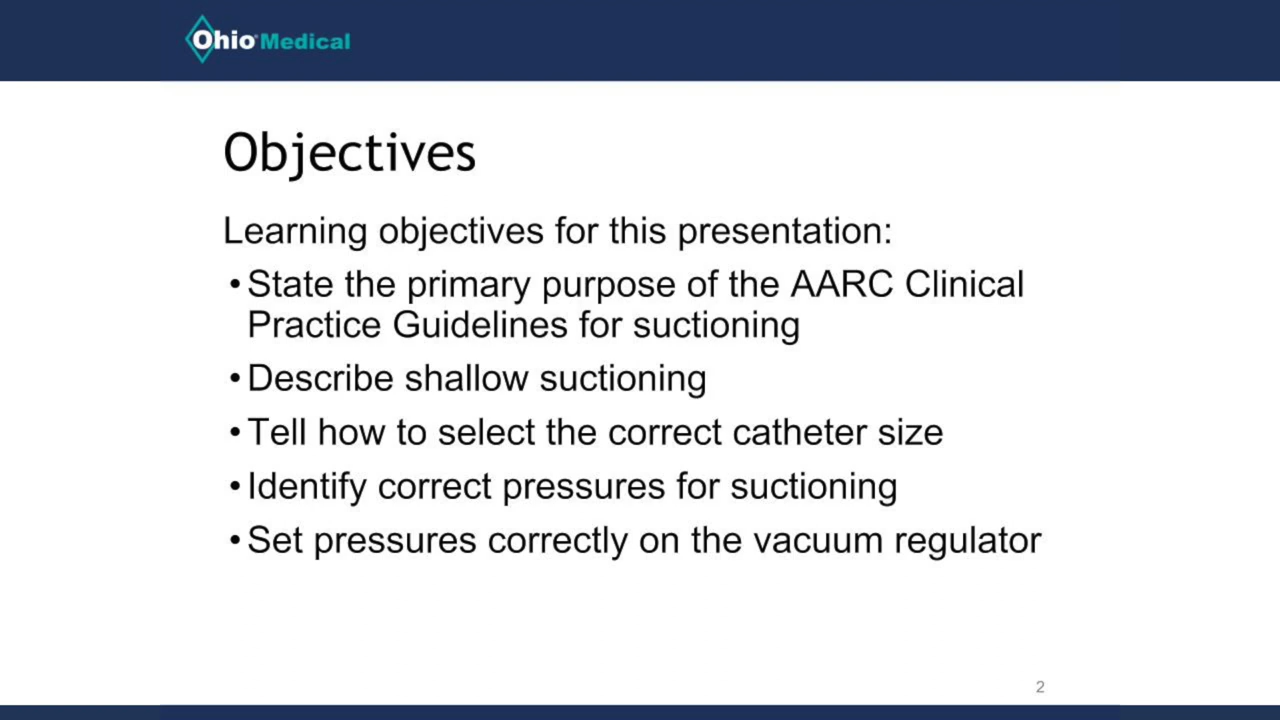 Ohio Medical
Objectives
Learning objectives for this presentation:
•State the primary purpose of the AARC Clinical
Practice Guidelines for suctioning
•Describe shallow suctioning
•Tell how to select the correct catheter size
•Identify correct pressures for suctioning
•Set pressures correctly on the vacuum regulator
2